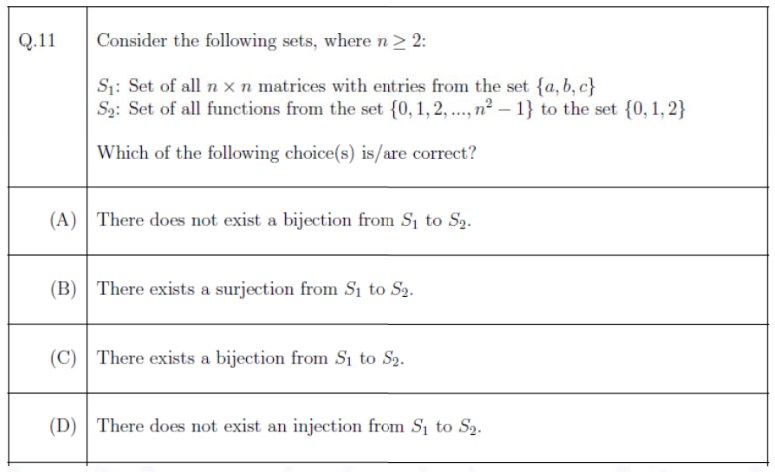 Q.11 Consider the following sets, where n ≥ 2:
S₁: Set of all n × n matrices with entries from the set {a, b, c}
S₂: Set of all functions from the set {0, 1, 2, ..., n² − 1} to the set {0, 1, 2}
Which of the following choice(s) is/are correct?
(A) There does not exist a bijection from S₁ to S₂.
(B) There exists a surjection from S₁ to S₂.
(C) There exists a bijection from S₁ to S₂.
(D) There does not exist an injection from S₁ to S₂.